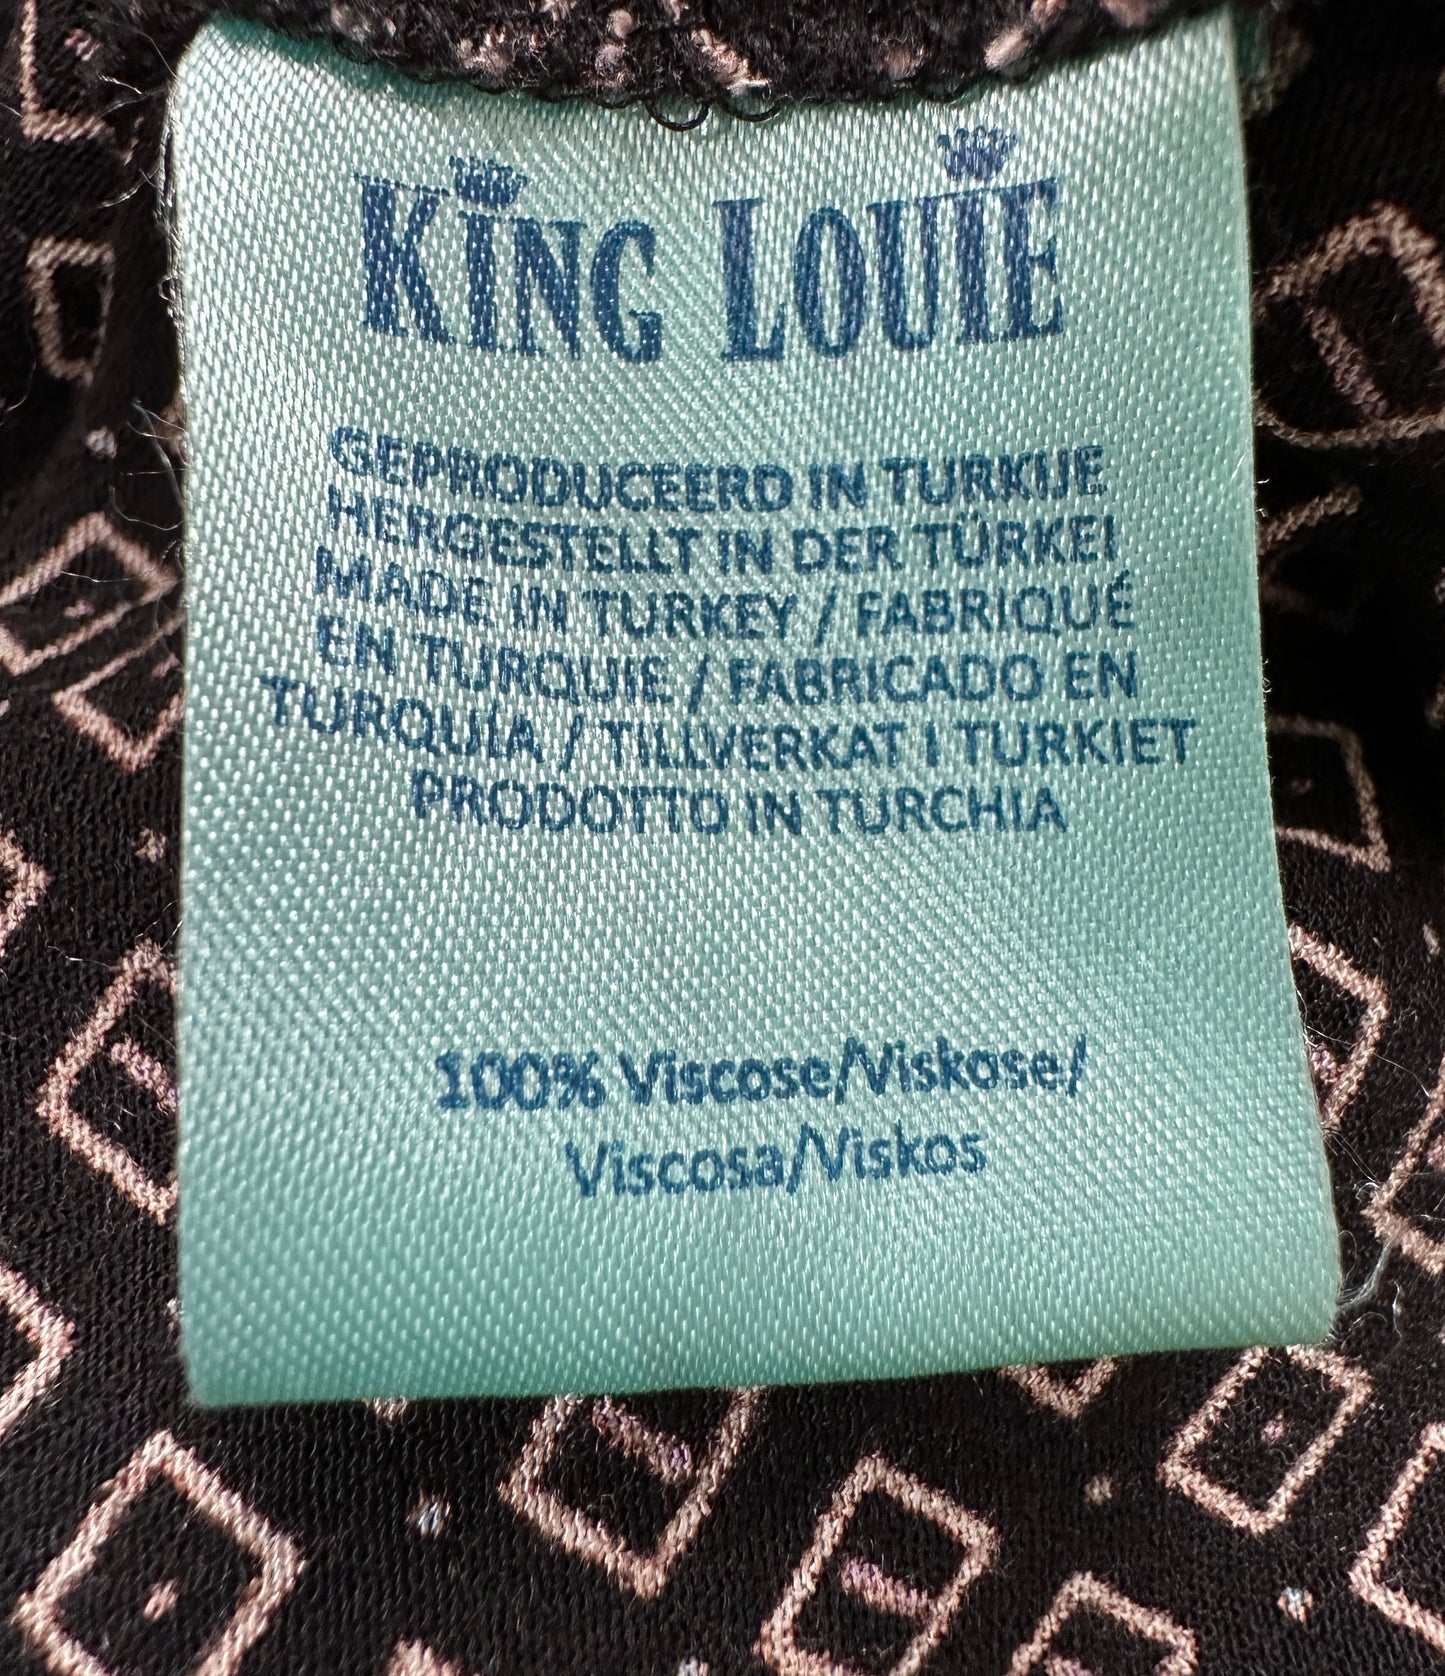 KING LOUIE
GEPRODUCEERD IN TURKIJE
HERGESTELLT IN DER TÜRKEI
MADE IN TURKEY / FABRIQUÉ
EN TURQUIE / FABRICADO EN
TURQUÍA / TILLVERKAT I TURKIET
PRODOTTO IN TURCHIA
100% Viscose/Viskose/
Viscosa/Viskos